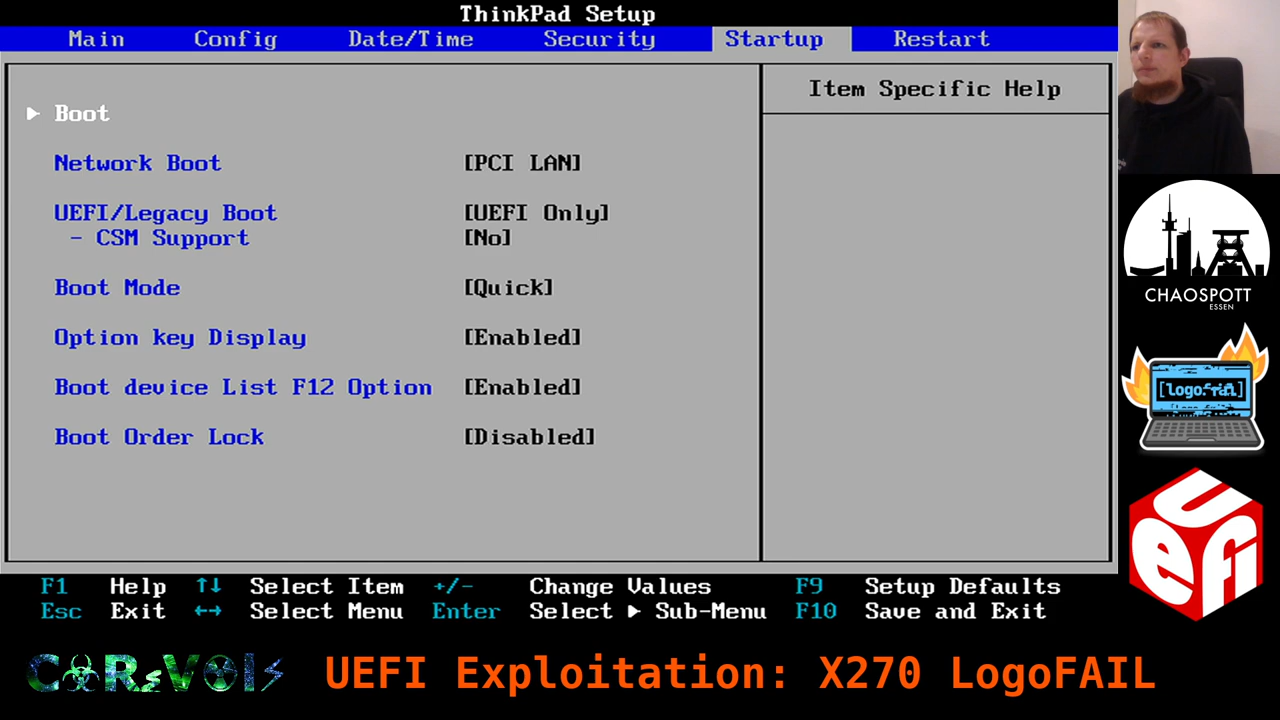 ThinkPad Setup
Main Config Date/Time Security Startup Restart
Item Specific Help
Boot
Network Boot [PCI LAN]
UEFI/Legacy Boot [UEFI Only]
- CSM Support [No]
Boot Mode [Quick]
Option key Display [Enabled]
Boot device List F12 Option [Enabled]
Boot Order Lock [Disabled]
F1 Help ↑↓ Select Item +/- Change Values F9 Setup Defaults
Esc Exit ←→ Select Menu Enter Select ▶ Sub-Menu F10 Save and Exit
CHAOSPOTT
ESSEN
[logofail]
UEFI
UEFI Exploitation: X270 LogoFAIL